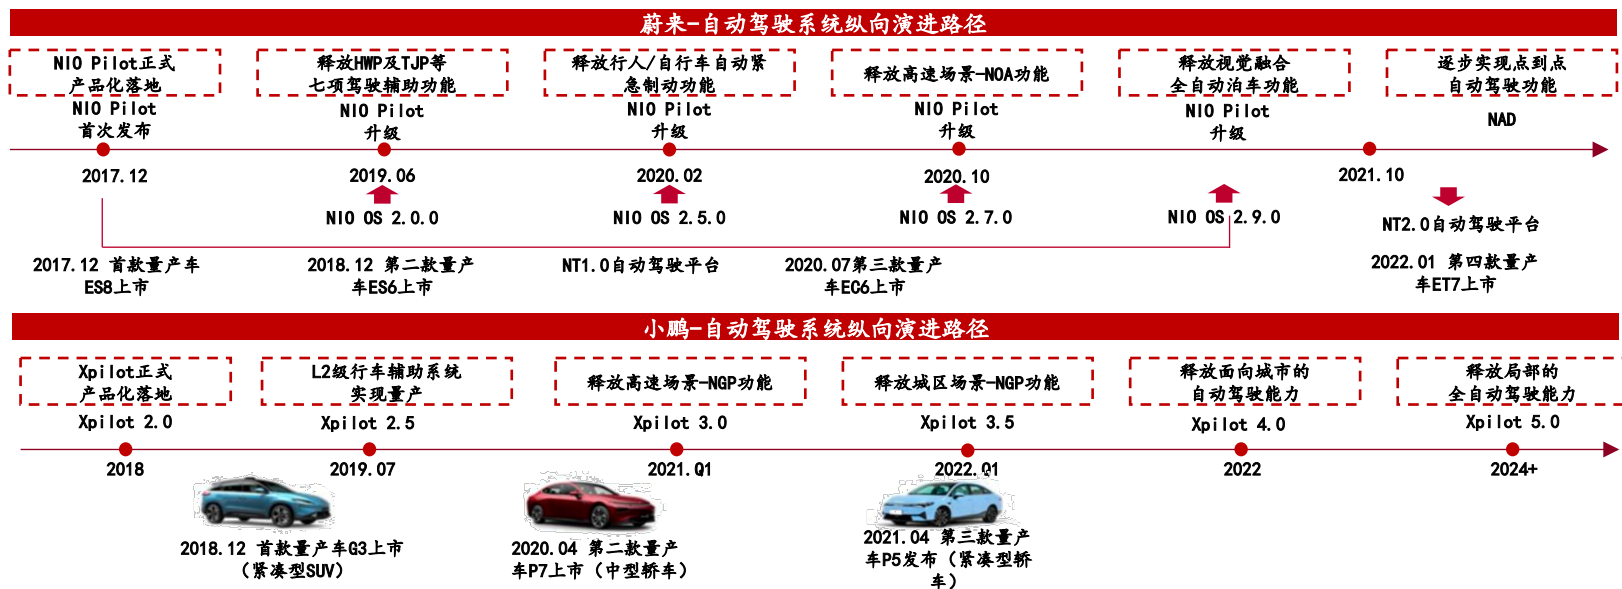 蔚来-自动驾驶系统纵向演进路径
NIO Pilot正式
产品化落地
释放HWP及TJP等
七项驾驶辅助功能
释放行人/自行车自动紧
急制动功能
释放高速场景-NOA功能
释放视觉融合
全自动泊车功能
逐步实现点到点
自动驾驶功能
NIO Pilot
首次发布
NIO Pilot
升级
NIO Pilot
升级
NIO Pilot
升级
NIO Pilot
升级
NAD
2017.12
2019.06
2020.02
2020.10
2021.10
NIO OS 2.0.0
NIO OS 2.5.0
NIO OS 2.7.0
NIO OS 2.9.0
NT2.0自动驾驶平台
2017.12 首款量产车
ES8上市
2018.12 第二款量产
车ES6上市
NT1.0自动驾驶平台
2020.07第三款量产
车EC6上市
2022.01 第四款量产
车ET7上市
小鹏-自动驾驶系统纵向演进路径
Xpilot正式
产品化落地
L2级行车辅助系统
实现量产
释放高速场景-NGP功能
释放城区场景-NGP功能
释放面向城市的
自动驾驶能力
释放局部的
全自动驾驶能力
Xpilot 2.0
Xpilot 2.5
Xpilot 3.0
Xpilot 3.5
Xpilot 4.0
Xpilot 5.0
2018
2019.07
2021.Q1
2022.Q1
2022
2024+
2018.12 首款量产车G3上市
（紧凑型SUV）
2020.04 第二款量产
车P7上市（中型轿车）
2021.04 第三款量产
车P5发布（紧凑型轿
车）